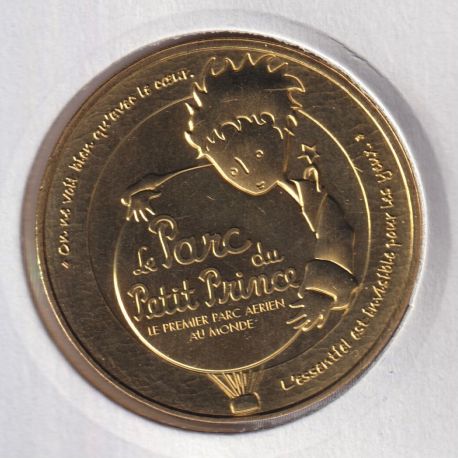 « On ne voit bien qu'avec le cœur.
L'essentiel est invisible pour les yeux. »
Le Parc du
Petit Prince
LE PREMIER PARC AERIEN
AU MONDE